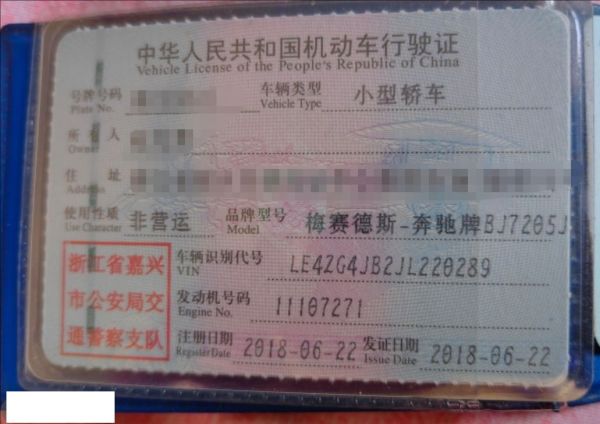 中华人民共和国机动车行驶证
Vehicle License of the People's Republic of China
号牌号码 车辆类型 小型轿车
Plate No. Vehicle Type
所有人
Owner
住址
Address
使用性质 非营运 品牌型号 梅赛德斯-奔驰牌BJ7205J
Use Character Model
浙江省嘉兴 车辆识别代号 LE4ZG4JB2JL220289
VIN
市公安局交 发动机号码 11107271
Engine No.
通警察支队 注册日期 2018-06-22 发证日期 2018-06-22
Register Date Issue Date